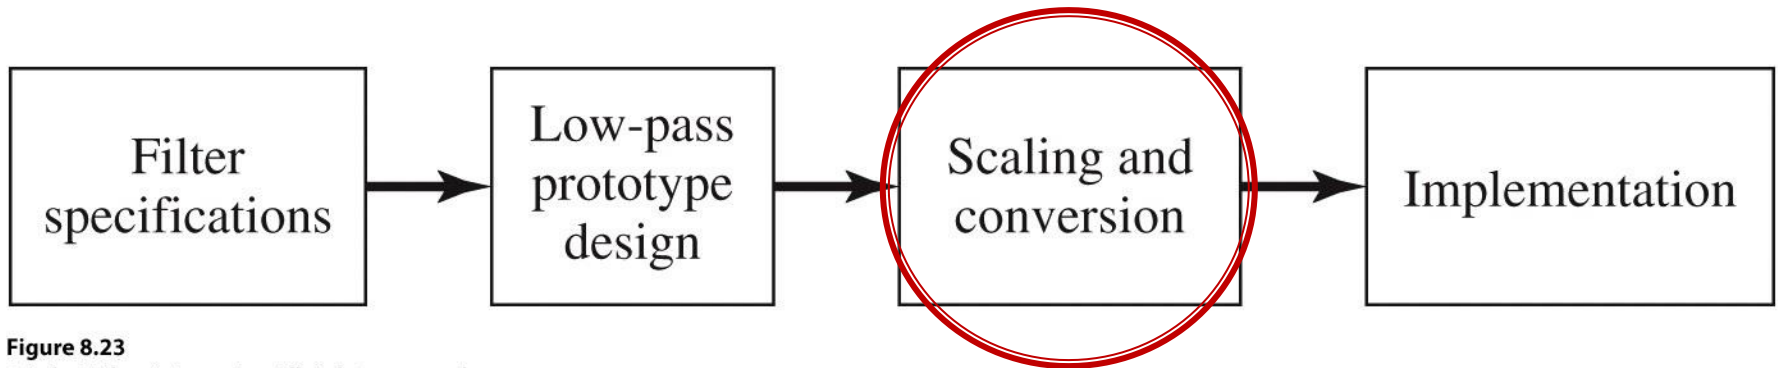 Filter
specifications
Low-pass
prototype
design
Scaling and
conversion
Implementation
Figure 8.23